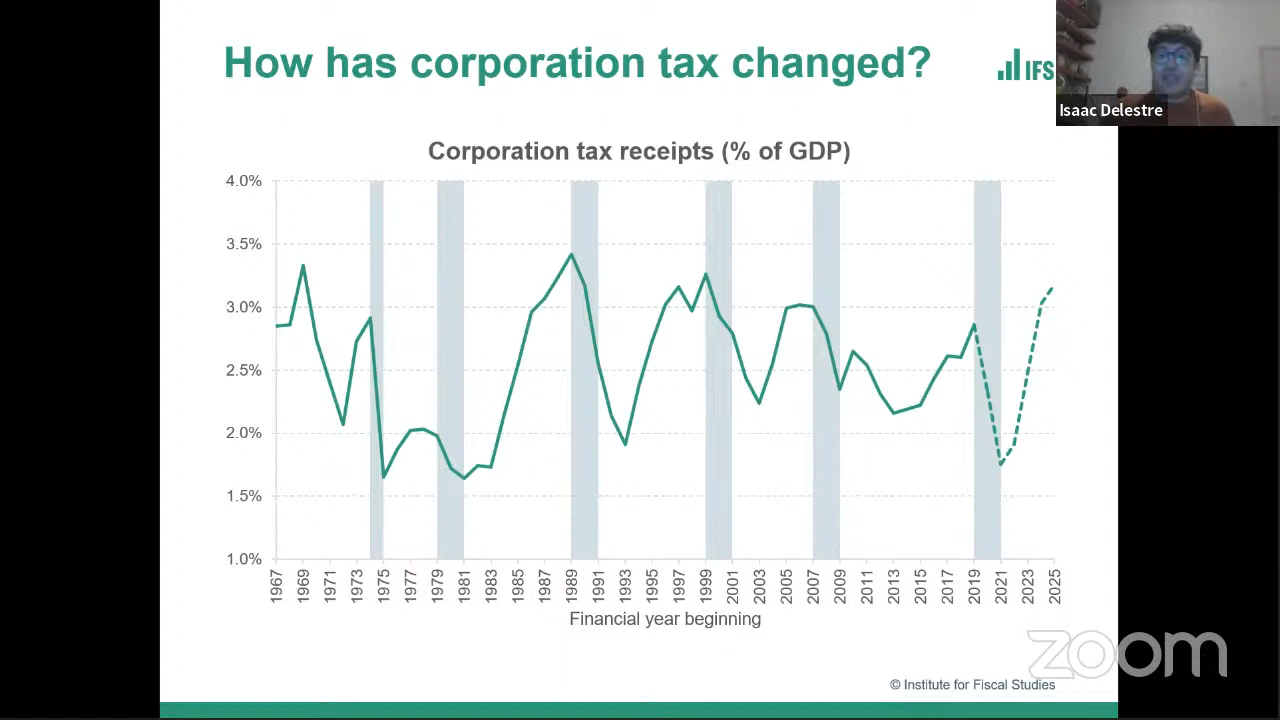 How has corporation tax changed?
IFS
Isaac Delestre
Corporation tax receipts (% of GDP)
4.0%
3.5%
3.0%
2.5%
2.0%
1.5%
1.0%
1967 1969 1971 1973 1975 1977 1979 1981 1983 1985 1987 1989 1991 1993 1995 1997 1999 2001 2003 2005 2007 2009 2011 2013 2015 2017 2019 2021 2023 2025
Financial year beginning
zoom
© Institute for Fiscal Studies